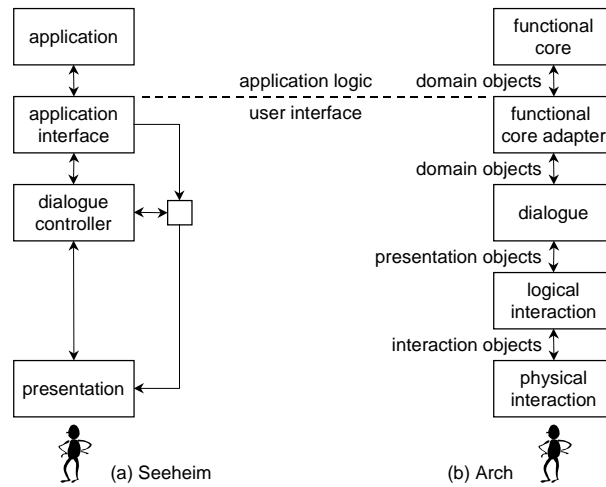 application
application
interface
dialogue
controller
presentation
(a) Seeheim
application logic
user interface
functional
core
domain objects
functional
core adapter
domain objects
dialogue
presentation objects
logical
interaction
interaction objects
physical
interaction
(b) Arch